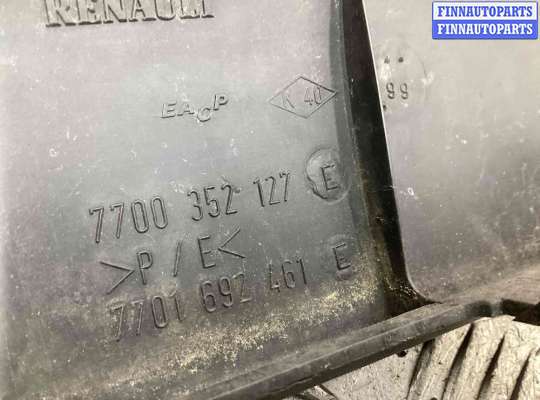 FINNAUTOPARTS
FINNAUTOPARTS
RENAULT
EACP
K 40
99
7700 352 127 E
>P / E<
7701 692 461 E